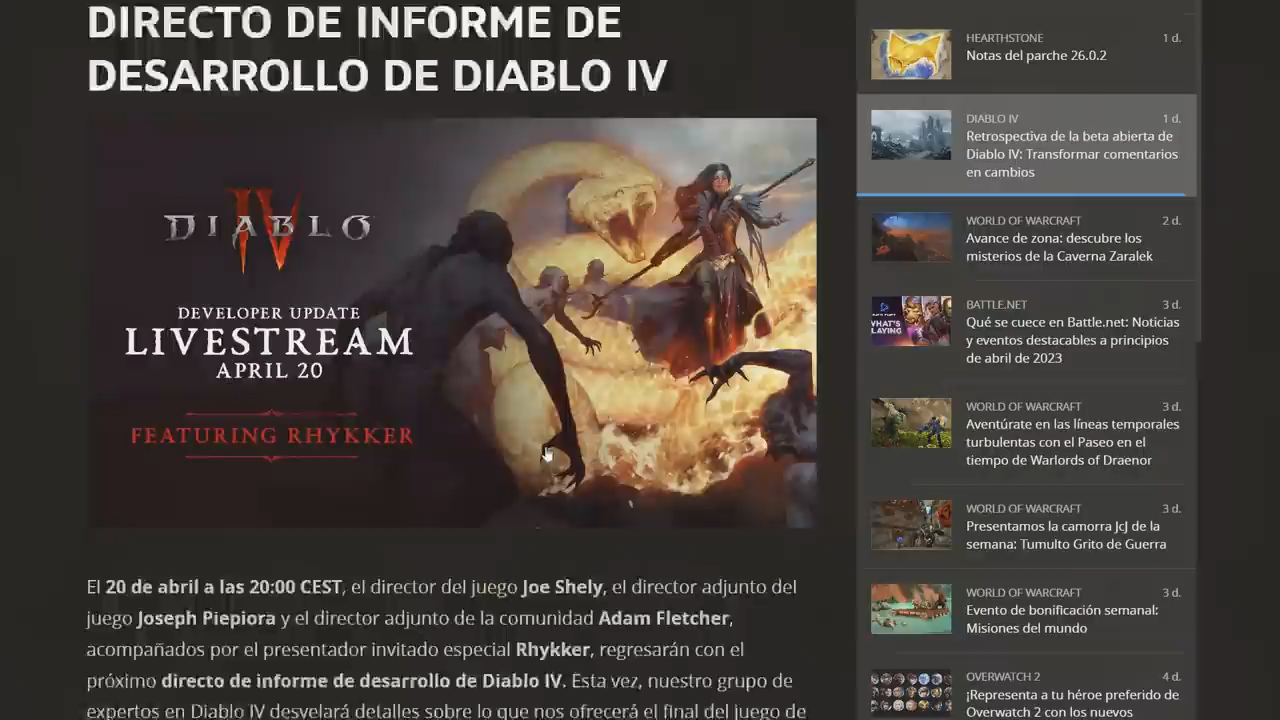 DIRECTO DE INFORME DE
DESARROLLO DE DIABLO IV
DIABLO
IV
DEVELOPER UPDATE
LIVESTREAM
APRIL 20
FEATURING RHYKKER
El 20 de abril a las 20:00 CEST, el director del juego Joe Shely, el director adjunto del
juego Joseph Piepiora y el director adjunto de la comunidad Adam Fletcher,
acompañados por el presentador invitado especial Rhykker, regresarán con el
próximo directo de informe de desarrollo de Diablo IV. Esta vez, nuestro grupo de
expertos en Diablo IV desvelará detalles sobre lo que nos ofrecerá el final del juego de
HEARTHSTONE 1 d.
Notas del parche 26.0.2
DIABLO IV 1 d.
Retrospectiva de la beta abierta de
Diablo IV: Transformar comentarios
en cambios
WORLD OF WARCRAFT 2 d.
Avance de zona: descubre los
misterios de la Caverna Zaralek
BATTLE.NET 3 d.
WHAT'S
PLAYING
Qué se cuece en Battle.net: Noticias
y eventos destacables a principios
de abril de 2023
WORLD OF WARCRAFT 3 d.
Aventúrate en las líneas temporales
turbulentas con el Paseo en el
tiempo de Warlords of Draenor
WORLD OF WARCRAFT 3 d.
Presentamos la camorra JcJ de la
semana: Tumulto Grito de Guerra
WORLD OF WARCRAFT 3 d.
Evento de bonificación semanal:
Misiones del mundo
OVERWATCH 2 4 d.
¡Representa a tu héroe preferido de
Overwatch 2 con los nuevos